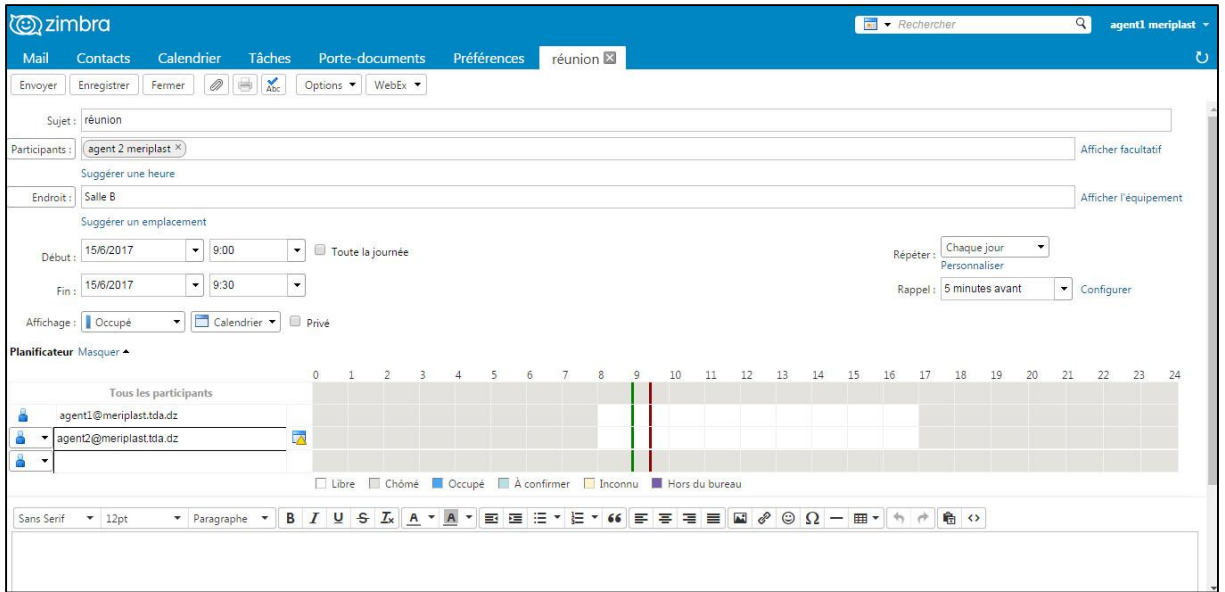 zimbra
Rechercher
agent1 meriplast
Mail Contacts Calendrier Tâches Porte-documents Préférences réunion
Envoyer Enregistrer Fermer Abc Options WebEx
Sujet : réunion
Participants : agent 2 meriplast × Afficher facultatif
Suggérer une heure
Endroit : Salle B Afficher l'équipement
Suggérer un emplacement
Début : 15/6/2017 9:00 Toute la journée Répéter : Chaque jour
Personnaliser
Fin : 15/6/2017 9:30 Rappel : 5 minutes avant Configurer
Affichage : Occupé Calendrier Privé
Planificateur Masquer
0 1 2 3 4 5 6 7 8 9 10 11 12 13 14 15 16 17 18 19 20 21 22 23 24
Tous les participants
agent1@meriplast.tda.dz
agent2@meriplast.tda.dz
Libre Chômé Occupé À confirmer Inconnu Hors du bureau
Sans Serif 12pt Paragraphe B I U S Tx A A Ω